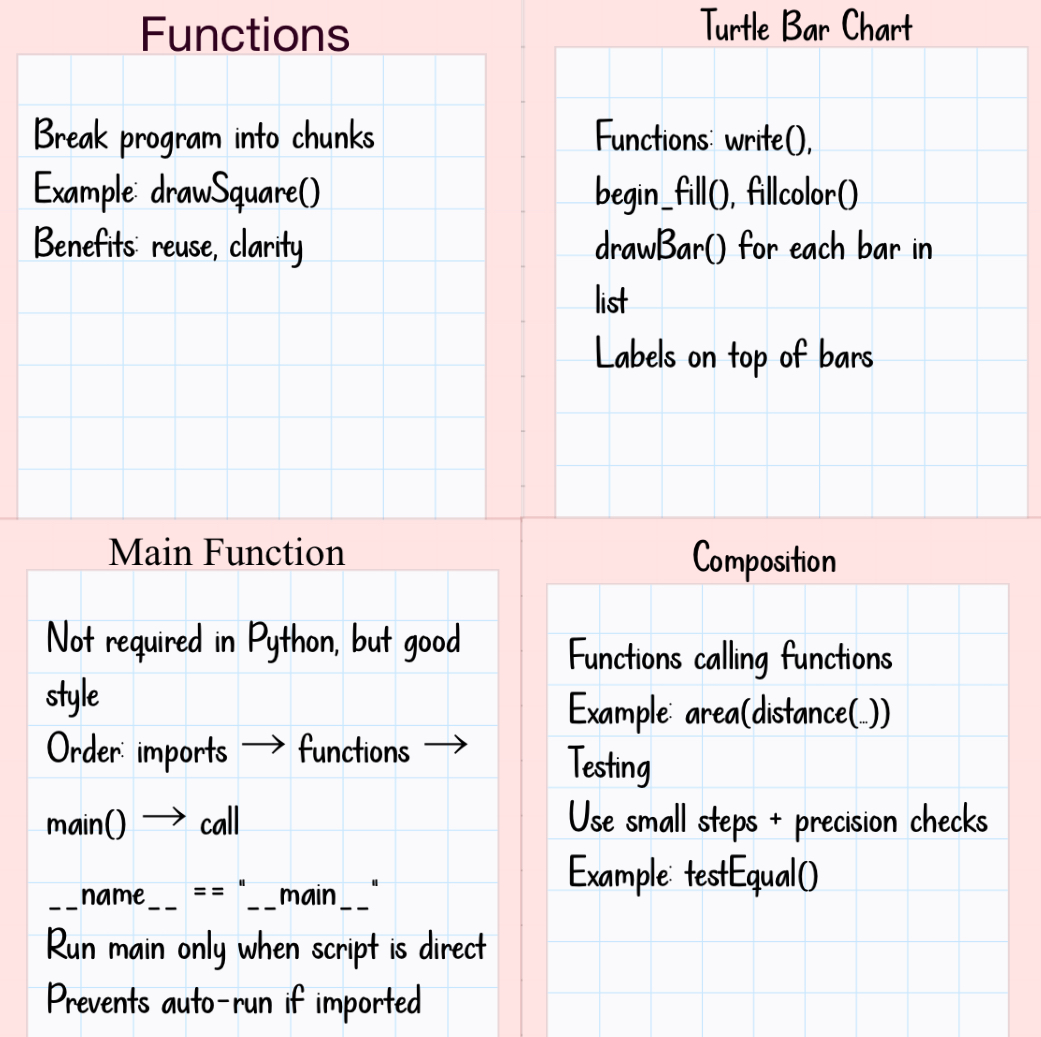 Functions
Break program into chunks
Example: drawSquare()
Benefits: reuse, clarity
Turtle Bar Chart
Functions: write(),
begin_fill(), fillcolor()
drawBar() for each bar in
list
Labels on top of bars
Main Function
Not required in Python, but good
style
Order: imports → functions →
main() → call
__name__ == "__main__"
Run main only when script is direct
Prevents auto-run if imported
Composition
Functions calling functions
Example: area(distance(...))
Testing
Use small steps + precision checks
Example: testEqual()